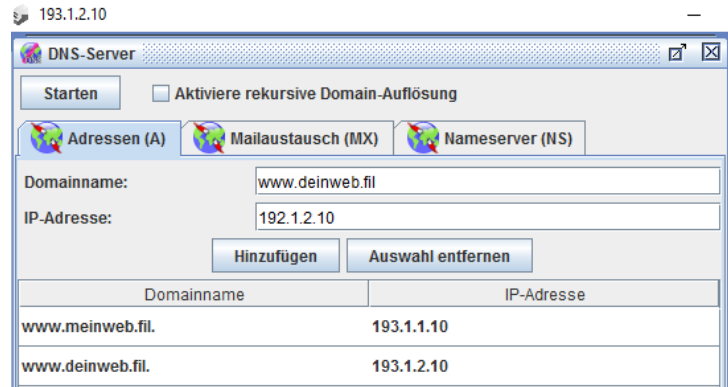 193.1.2.10
DNS-Server
Starten Aktiviere rekursive Domain-Auflösung
Adressen (A) Mailaustausch (MX) Nameserver (NS)
Domainname: www.deinweb.fil
IP-Adresse: 192.1.2.10
Hinzufügen Auswahl entfernen
Domainname IP-Adresse
www.meinweb.fil. 193.1.1.10
www.deinweb.fil. 193.1.2.10